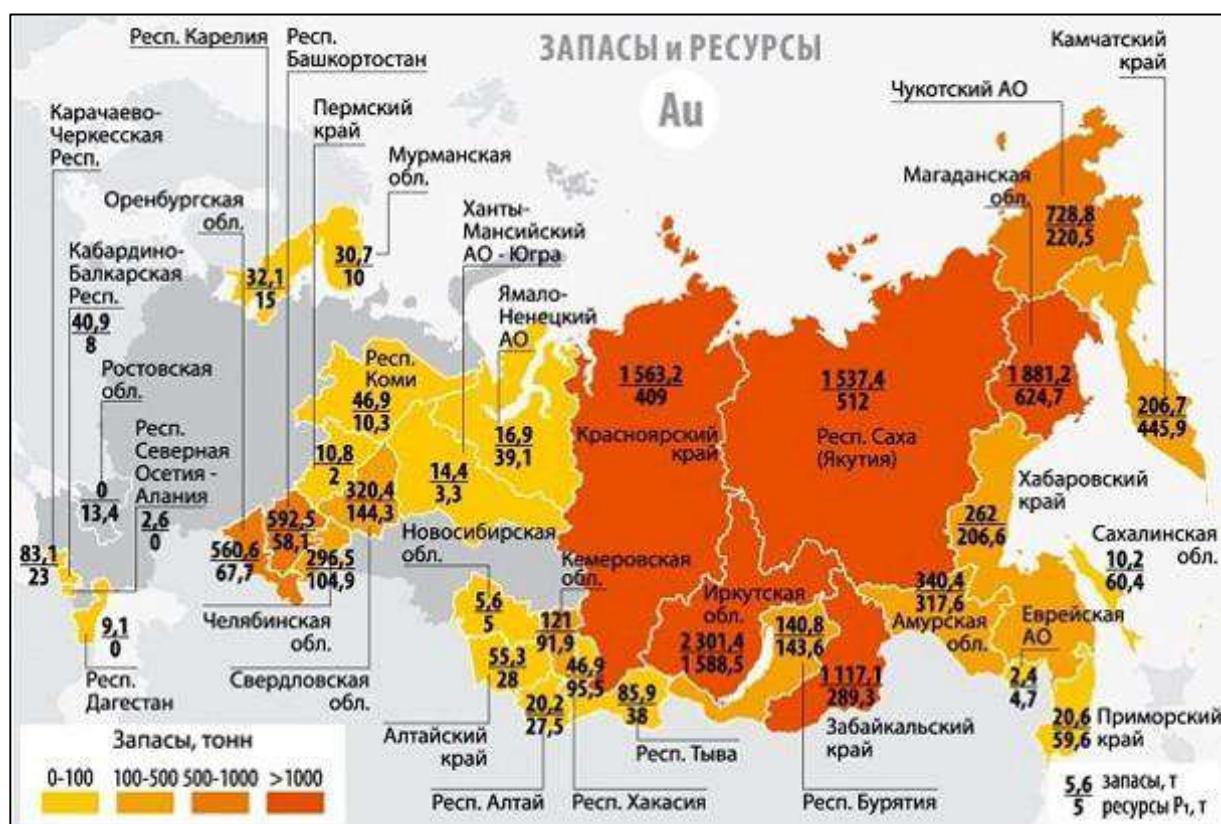 ЗАПАСЫ и РЕСУРСЫ
Au
Респ. Карелия
Респ.
Башкортостан
Карачаево-
Черкесская
Респ.
Пермский
край
Мурманская
обл.
Оренбургская
обл.
Кабардино-
Балкарская
Респ.
40,9
8
Ханты-
Мансийский
АО - Югра
Ямало-
Ненецкий
АО
Камчатский
край
Чукотский АО
Магаданская
обл.
728,8
220,5
32,1
15
30,7
10
Ростовская
обл.
0
13,4
Респ.
Северная
Осетия -
Алания
2,6
0
Респ.
Коми
46,9
10,3
16,9
39,1
14,4
3,3
10,8
2
320,4
144,3
592,5
58,1
560,6
67,7
296,5
104,9
83,1
23
9,1
0
Респ.
Дагестан
Челябинская
обл.
Свердловская
обл.
1 563,2
409
Красноярский
край
1 537,4
512
Респ. Саха
(Якутия)
1 881,2
624,7
206,7
445,9
Хабаровский
край
262
206,6
Сахалинская
обл.
10,2
60,4
Новосибирская
обл.
5,6
5
Кемеровская
обл.
121
91,9
55,3
28
20,2
27,5
46,9
95,5
85,9
38
Иркутская
обл.
2 301,4
1 588,5
140,8
143,6
1 117,1
289,3
340,4
317,6
Амурская
обл.
Еврейская
АО
2,4
4,7
20,6
59,6
Приморский
край
Забайкальский
край
Алтайский
край
Респ. Тыва
Респ. Алтай
Респ. Хакасия
Респ. Бурятия
Запасы, тонн
0-100 100-500 500-1000 >1000
5,6 запасы, т
5 ресурсы Р₁, т